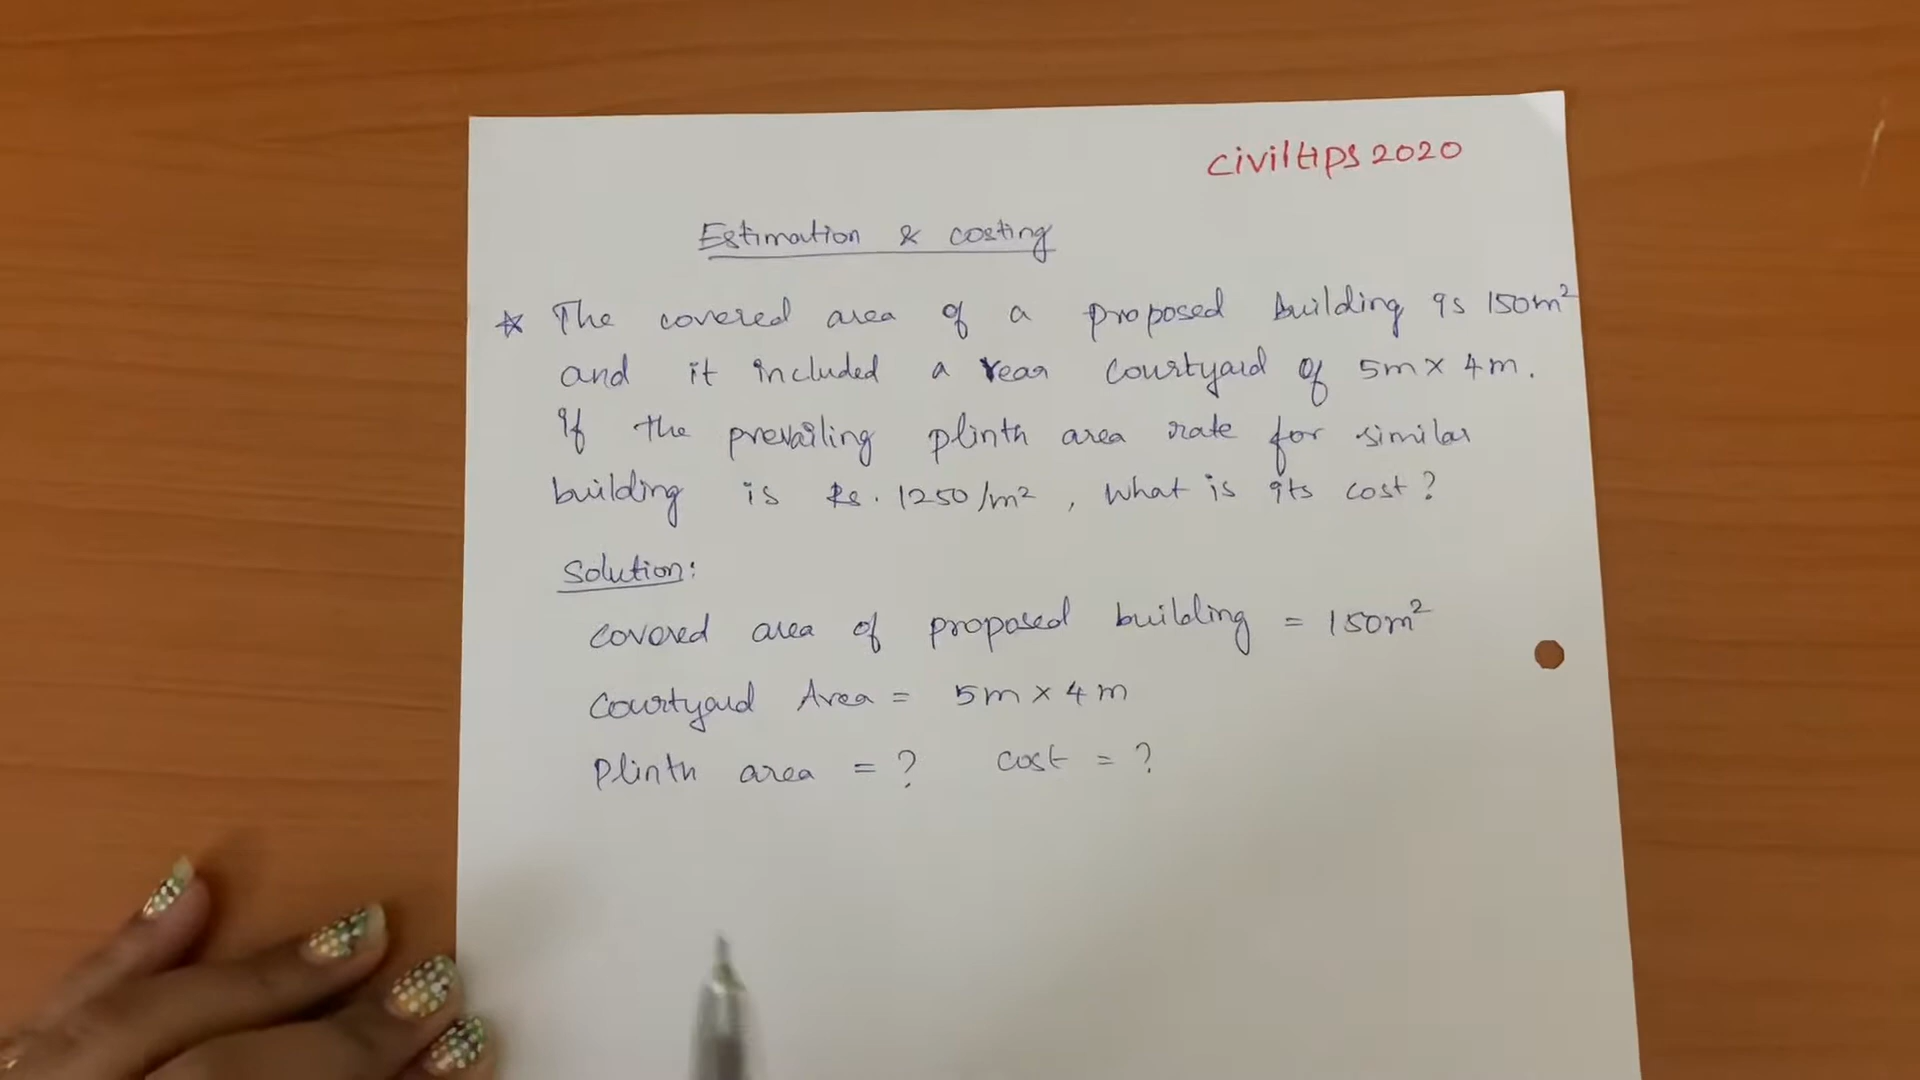 Civiltips 2020
Estimation & costing
☆ The covered area of a proposed building is 150m²
and it included a rear courtyard of 5m x 4m.
If the prevailing plinth area rate for similar
building is Rs. 1250/m², What is its cost?
Solution:
covered area of proposed building = 150m²
Courtyard Area = 5m x 4m
Plinth area = ? cost = ?